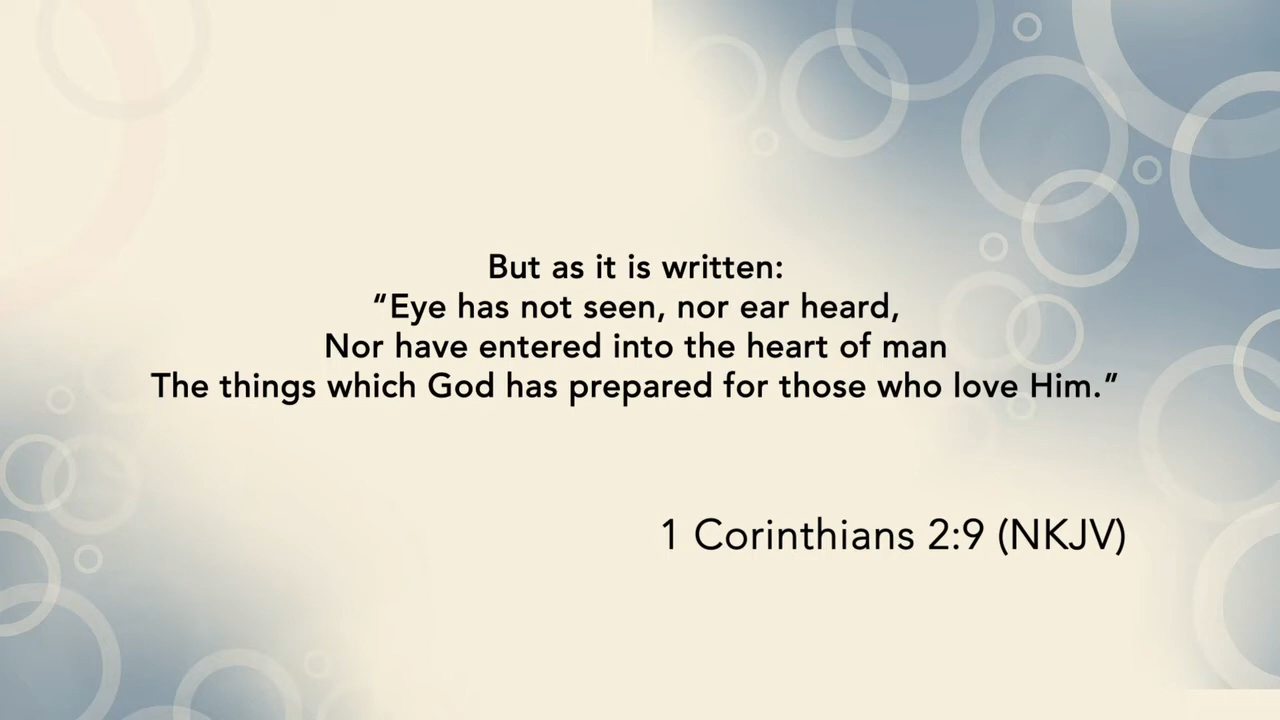 But as it is written:
“Eye has not seen, nor ear heard,
Nor have entered into the heart of man
The things which God has prepared for those who love Him.”
1 Corinthians 2:9 (NKJV)